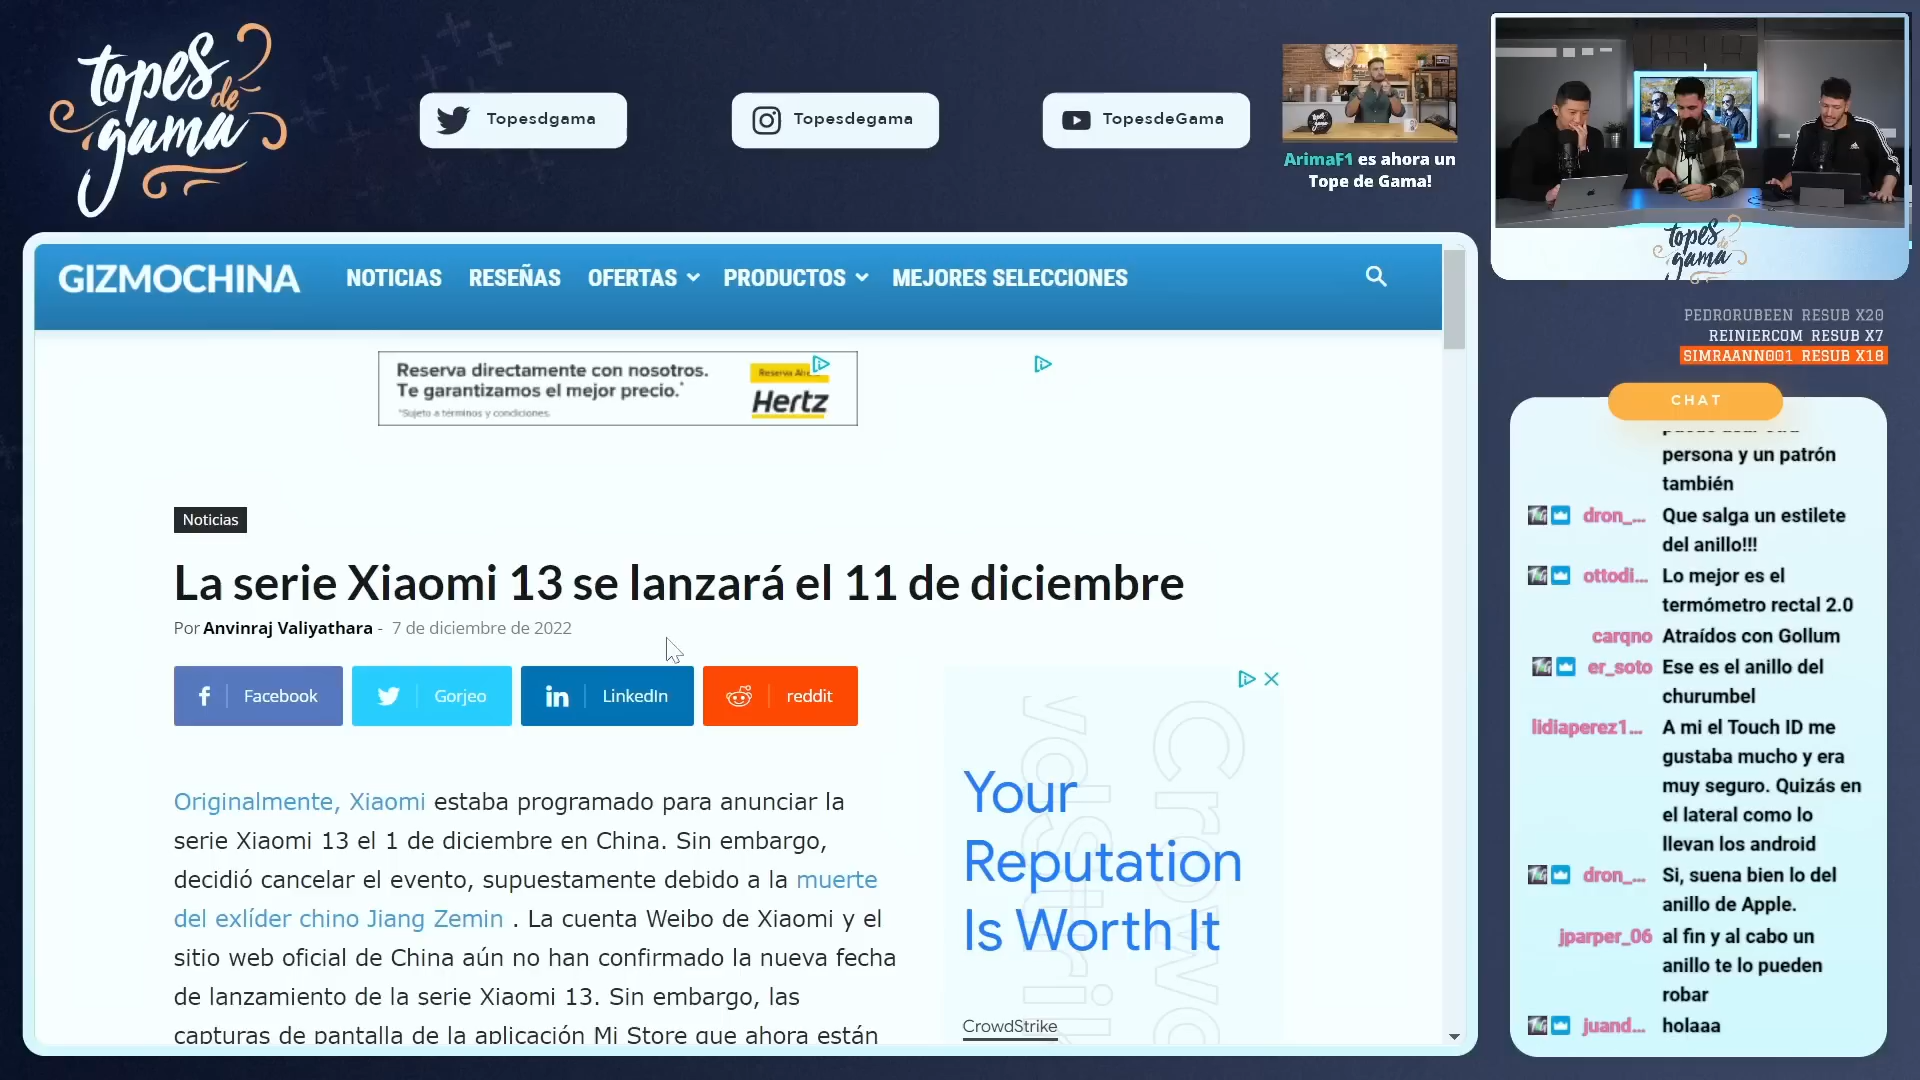 topes de gama
Topesdgama
Topesdegama
TopesdeGama
ArimaF1 es ahora un
Tope de Gama!
topes de gama
PEDRORUBEEN RESUB X20
REINIERCOM RESUB X7
SIMRAANN001 RESUB X18
GIZMOCHINA
NOTICIAS
RESEÑAS
OFERTAS
PRODUCTOS
MEJORES SELECCIONES
Reserva directamente con nosotros.
Te garantizamos el mejor precio.*
*Sujeto a términos y condiciones.
Hertz
Noticias
La serie Xiaomi 13 se lanzará el 11 de diciembre
Por Anvinraj Valiyathara - 7 de diciembre de 2022
Facebook
Gorjeo
LinkedIn
reddit
Originalmente, Xiaomi estaba programado para anunciar la
serie Xiaomi 13 el 1 de diciembre en China. Sin embargo,
decidió cancelar el evento, supuestamente debido a la muerte
del exlíder chino Jiang Zemin . La cuenta Weibo de Xiaomi y el
sitio web oficial de China aún no han confirmado la nueva fecha
de lanzamiento de la serie Xiaomi 13. Sin embargo, las
capturas de pantalla de la aplicación Mi Store que ahora están
Your
Reputation
Is Worth It
CrowdStrike
CHAT
persona y un patrón
también
dron_... Que salga un estilete
del anillo!!!
ottodi... Lo mejor es el
termómetro rectal 2.0
carqno Atraídos con Gollum
er_soto Ese es el anillo del
churumbel
lidiaperez1... A mi el Touch ID me
gustaba mucho y era
muy seguro. Quizás en
el lateral como lo
llevan los android
dron_... Si, suena bien lo del
anillo de Apple.
jparper_06 al fin y al cabo un
anillo te lo pueden
robar
juand... holaaa